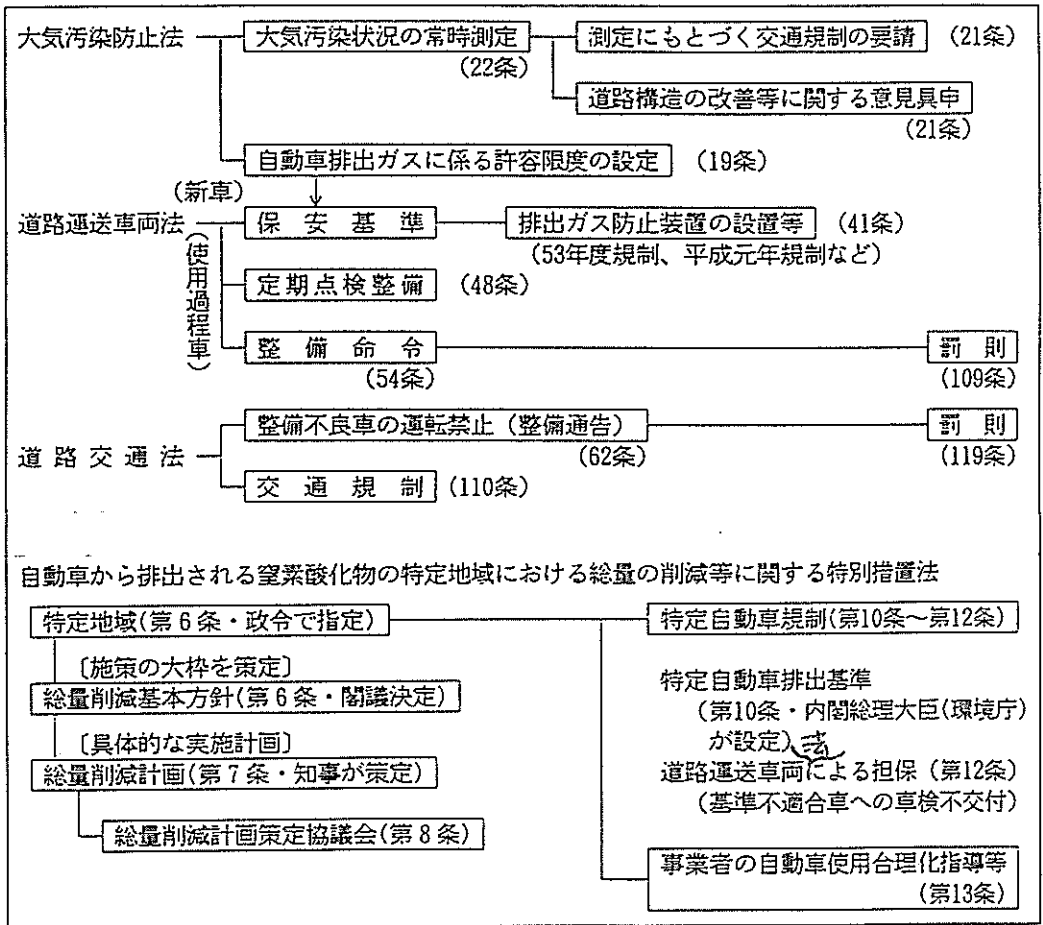 大気汚染防止法 大気汚染状況の常時測定 測定にもとづく交通規制の要請 (21条)
(22条)
道路構造の改善等に関する意見具申
(21条)
自動車排出ガスに係る許容限度の設定 (19条)
(新車)
道路運送車両法 保安基準 排出ガス防止装置の設置等 (41条)
(53年度規制、平成元年規制など)
(使用過程車)
定期点検整備 (48条)
整備命令 罰則
(54条) (109条)
整備不良車の運転禁止(整備通告) 罰則
(62条) (119条)
道路交通法
交通規制 (110条)
自動車から排出される窒素酸化物の特定地域における総量の削減等に関する特別措置法
特定地域(第6条・政令で指定) 特定自動車規制(第10条~第12条)
〔施策の大枠を策定〕
総量削減基本方針(第6条・閣議決定)
〔具体的な実施計画〕
総量削減計画(第7条・知事が策定)
総量削減計画策定協議会(第8条)
特定自動車排出基準
(第10条・内閣総理大臣(環境庁)
が設定)
法
道路運送車両による担保(第12条)
(基準不適合車への車検不交付)
事業者の自動車使用合理化指導等
(第13条)